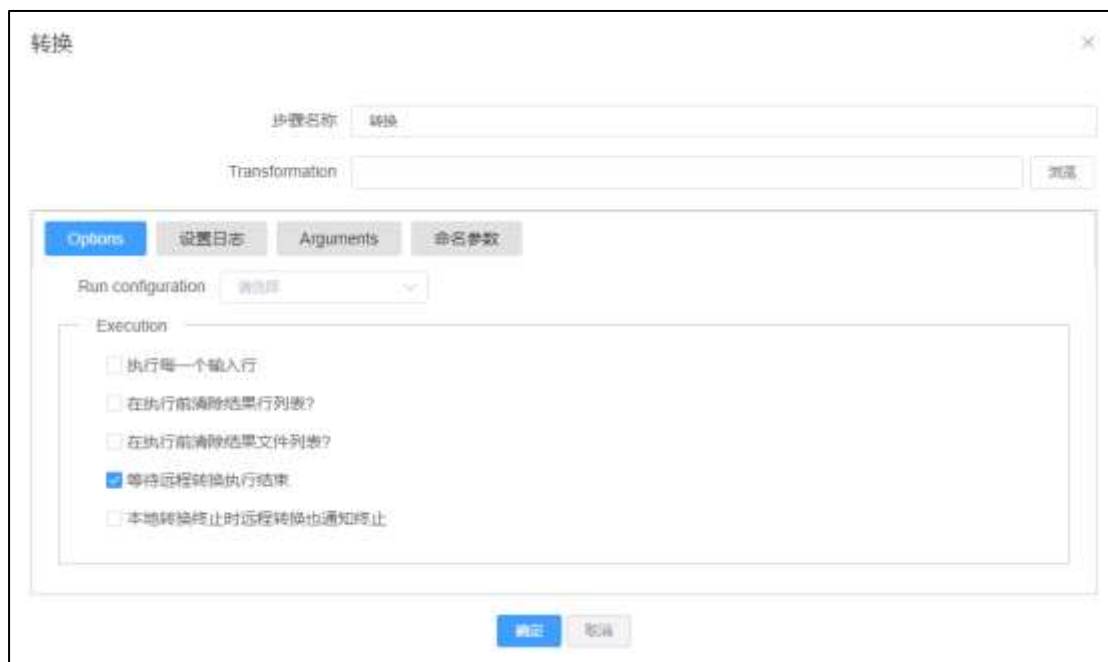 转换
步骤名称 转换
Transformation 浏览
Options 设置日志 Arguments 命名参数
Run configuration 请选择
Execution
执行每一个输入行
在执行前清除结果行列表?
在执行前清除结果文件列表?
等待远程转换执行结束
本地转换终止时远程转换也通知终止
确定 取消